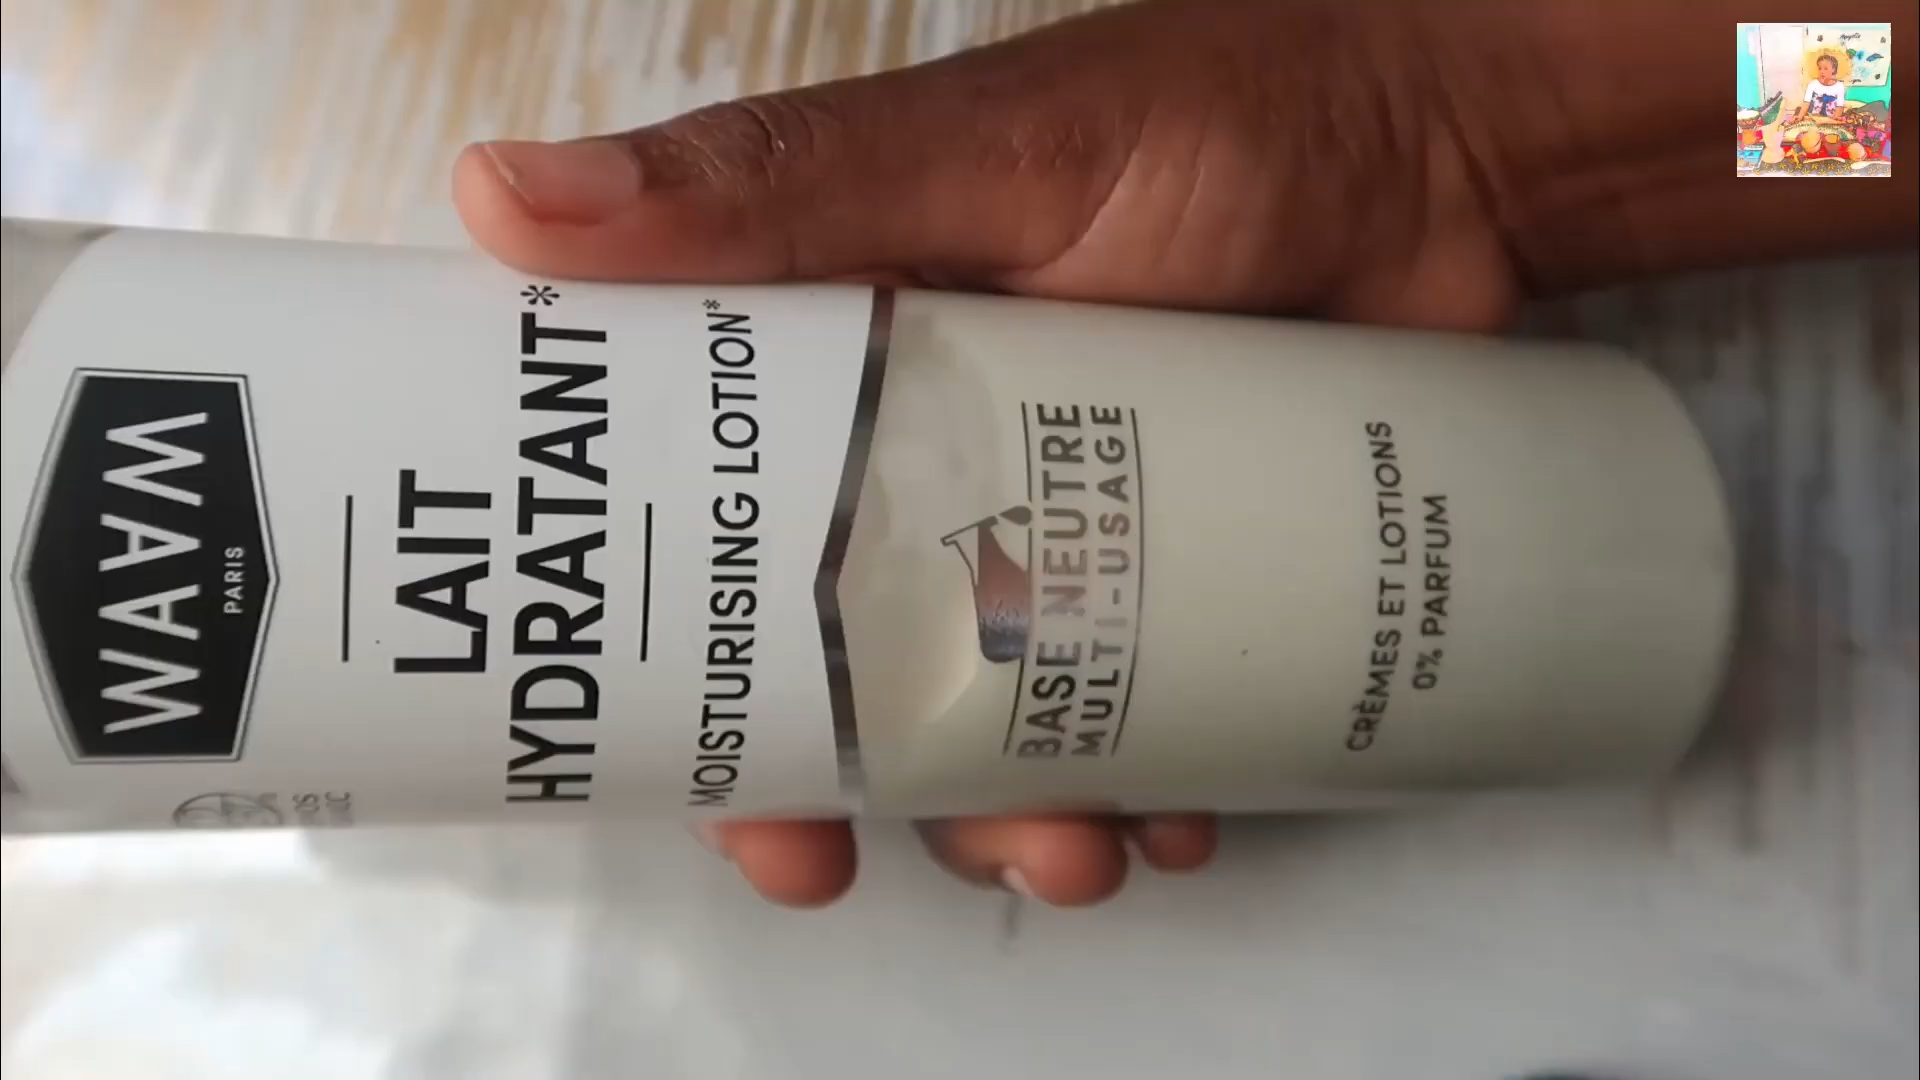 WAAM
PARIS
LAIT
HYDRATANT*
MOISTURISING LOTION*
BASE NEUTRE
MULTI-USAGE
CRÈMES ET LOTIONS
0% PARFUM